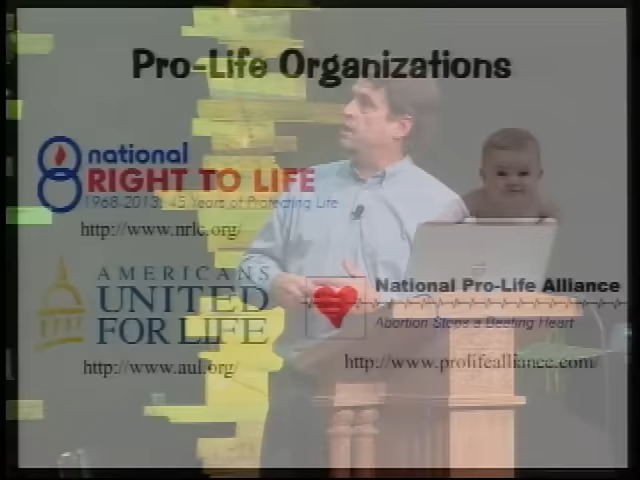 Pro-Life Organizations
national
RIGHT TO LIFE
1968-2013, 45 Years of Protecting Life
http://www.nrlc.org/
AMERICANS
UNITED
FOR LIFE
http://www.aul.org/
National Pro-Life Alliance
Abortion Stops a Beating Heart
http://www.prolifealliance.com/